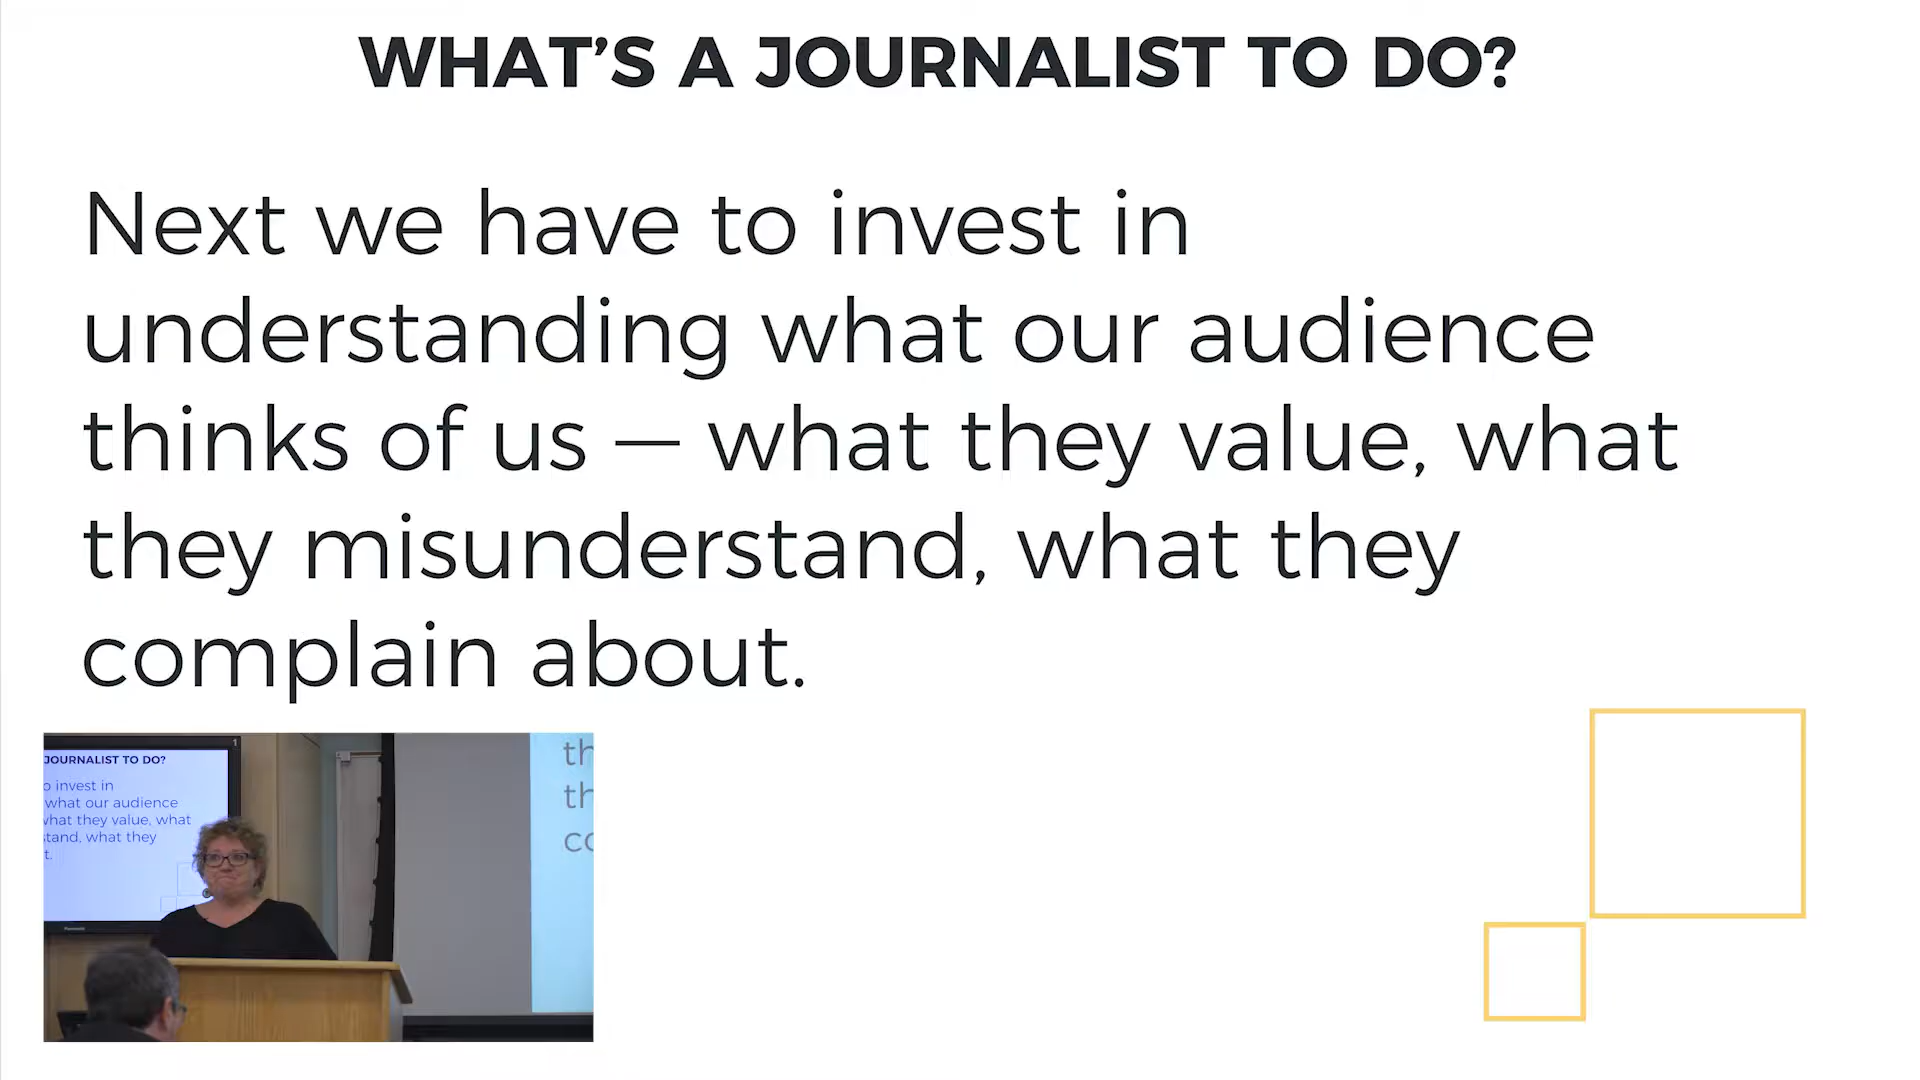 WHAT’S A JOURNALIST TO DO?
Next we have to invest in
understanding what our audience
thinks of us — what they value, what
they misunderstand, what they
complain about.
JOURNALIST TO DO?
invest in
what our audience
what they value, what
what they
Panasonic